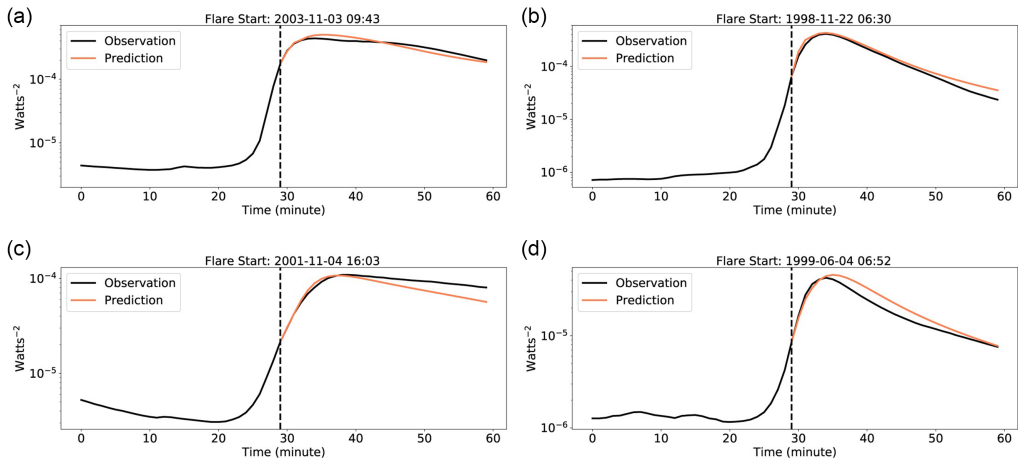 (a)
Flare Start: 2003-11-03 09:43
Observation
Prediction
Watts⁻²
10⁻⁴
10⁻⁵
0 10 20 30 40 50 60
Time (minute)
(b)
Flare Start: 1998-11-22 06:30
Observation
Prediction
Watts⁻²
10⁻⁴
10⁻⁵
10⁻⁶
0 10 20 30 40 50 60
Time (minute)
(c)
Flare Start: 2001-11-04 16:03
Observation
Prediction
Watts⁻²
10⁻⁴
10⁻⁵
0 10 20 30 40 50 60
Time (minute)
(d)
Flare Start: 1999-06-04 06:52
Observation
Prediction
Watts⁻²
10⁻⁵
10⁻⁶
0 10 20 30 40 50 60
Time (minute)